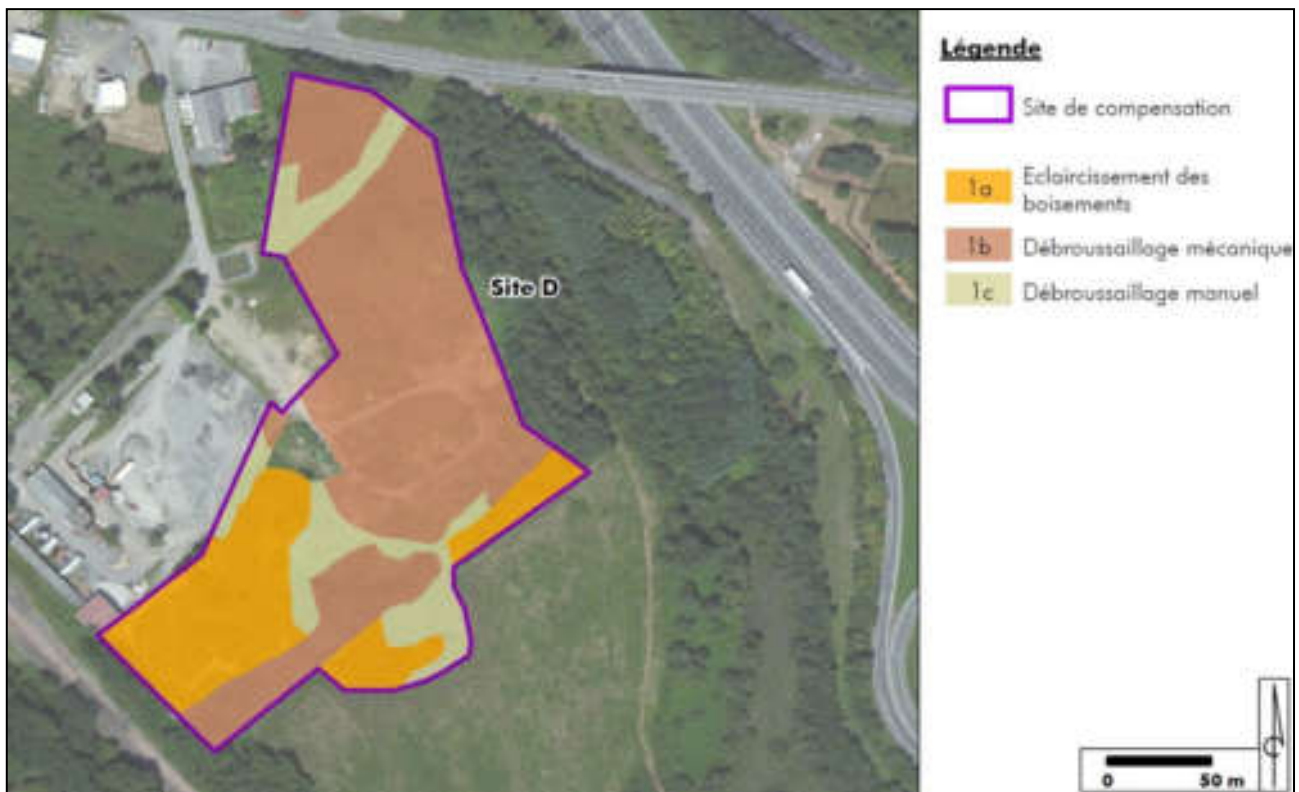 Légende
Site de compensation
1a
Eclaircissement des
boisements
1b Débroussaillage mécanique
1c Débroussaillage manuel
Site D
0 50 m